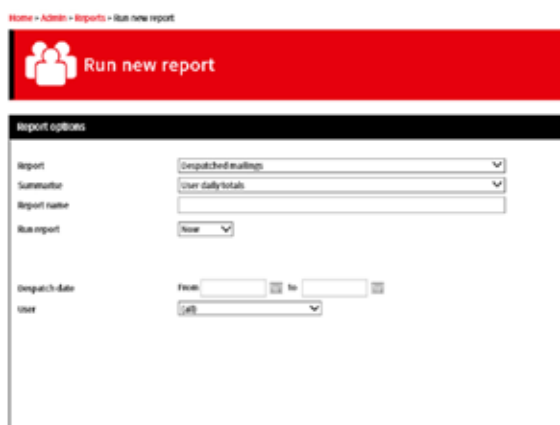 Home » Admin » Reports » Run new report
Run new report
Report options
Report Despatched mailings
Summarise User daily totals
Report name
Run report Now
Despatch date From to
User (all)